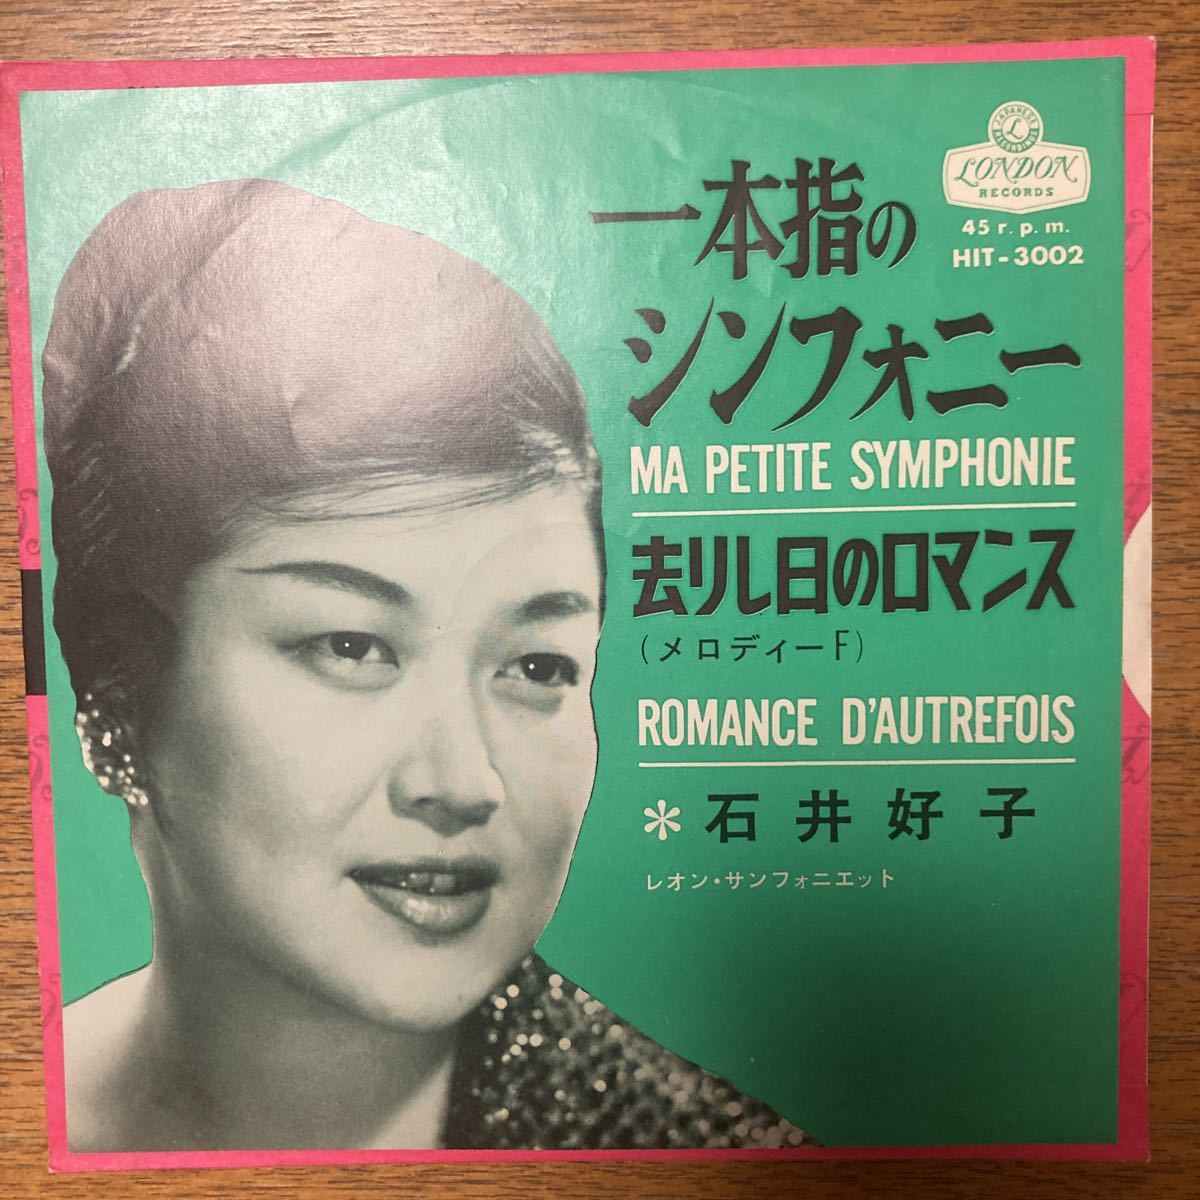 JAPANESE
L
RECORDINGS
LONDON
RECORDS
45 r. p. m.
HIT-3002
一本指の
シンフォニー
MA PETITE SYMPHONIE
去りし日のロマンス
(メロディーF)
ROMANCE D'AUTREFOIS
*石井好子
レオン・サンフォニエット